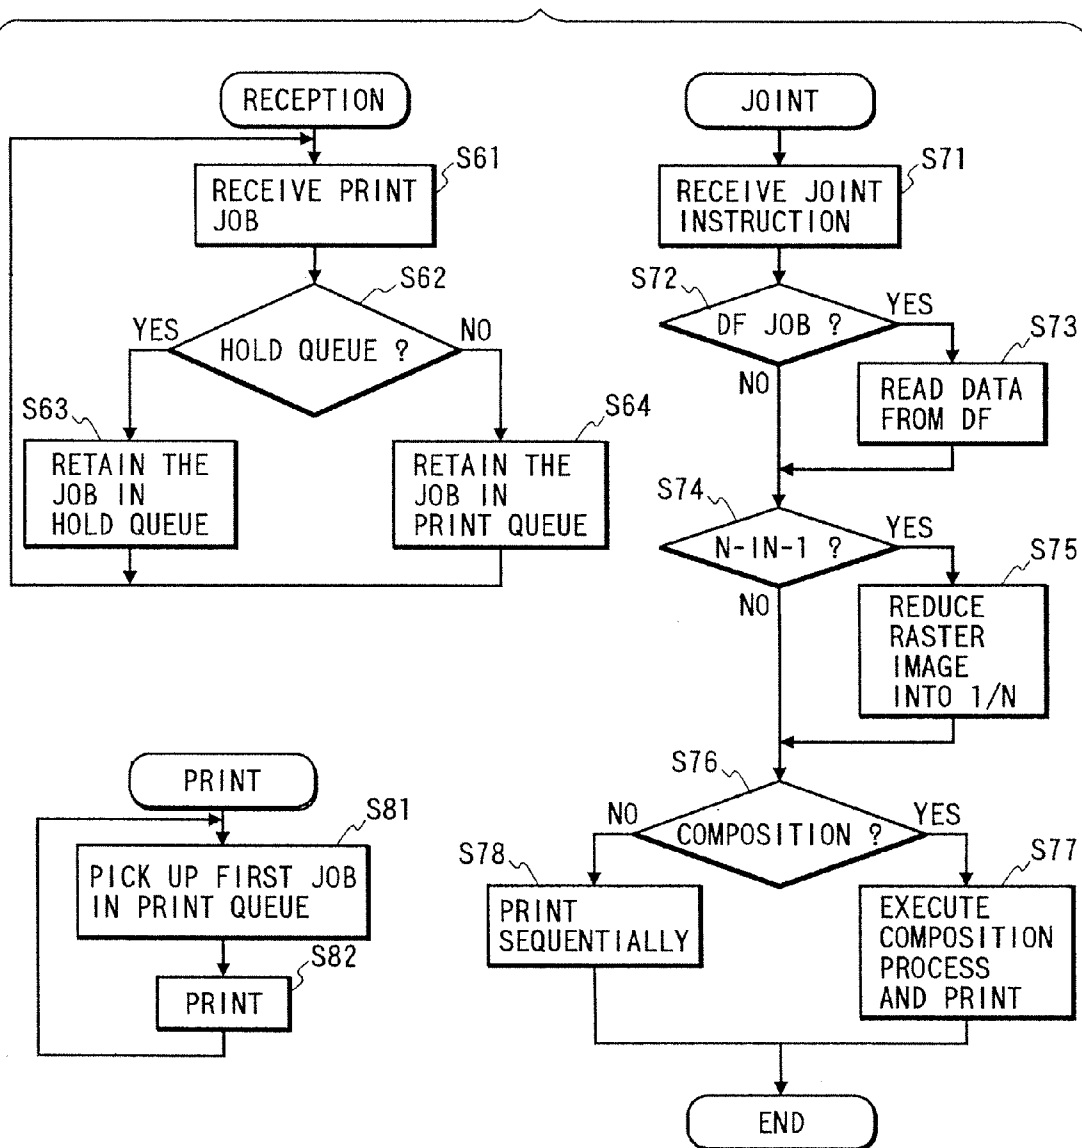 RECEPTION
S61
RECEIVE PRINT
JOB
S62
YES
HOLD QUEUE ?
NO
S63
RETAIN THE
JOB IN
HOLD QUEUE
S64
RETAIN THE
JOB IN
PRINT QUEUE
PRINT
S81
PICK UP FIRST JOB
IN PRINT QUEUE
S82
PRINT
JOINT
S71
RECEIVE JOINT
INSTRUCTION
S72
DF JOB ?
YES
NO
S73
READ DATA
FROM DF
S74
N-IN-1 ?
YES
NO
S75
REDUCE
RASTER
IMAGE
INTO 1/N
S76
NO
COMPOSITION ?
YES
S78
PRINT
SEQUENTIALLY
S77
EXECUTE
COMPOSITION
PROCESS
AND PRINT
END